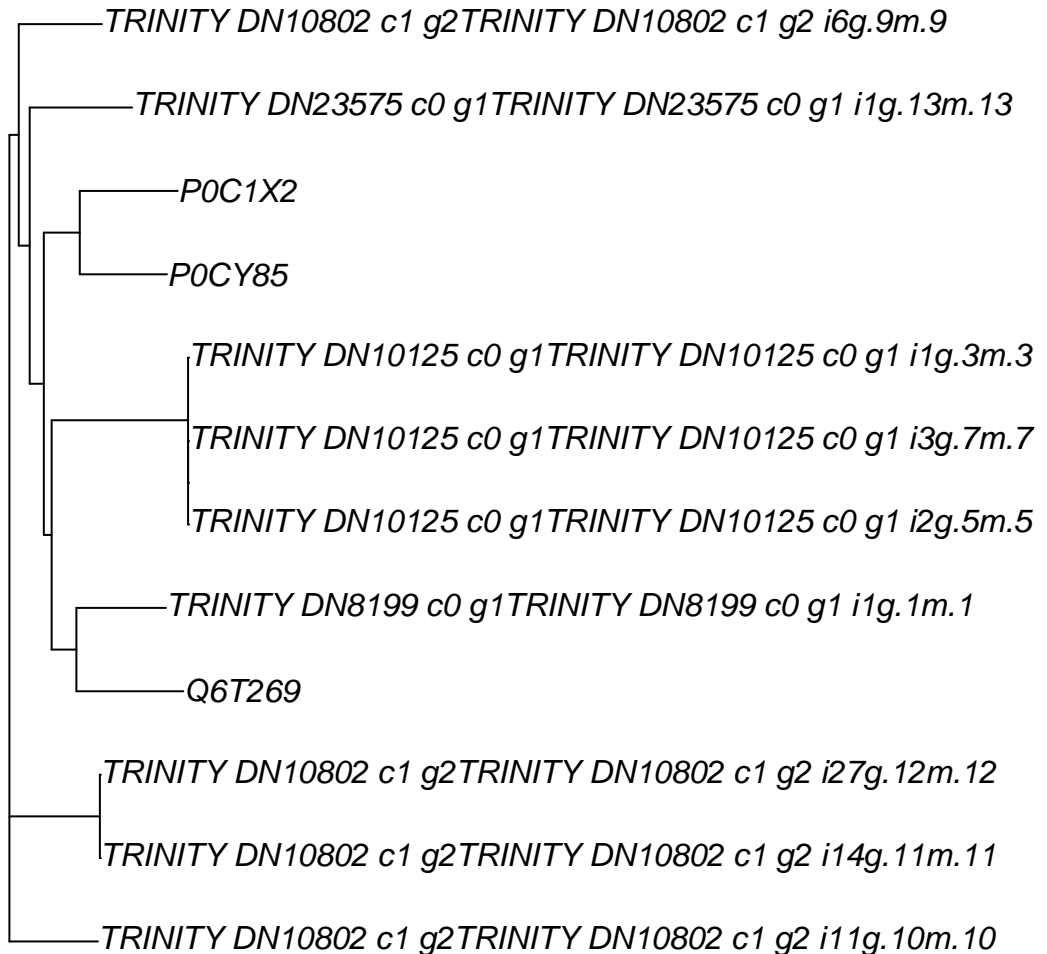 TRINITY DN10802 c1 g2TRINITY DN10802 c1 g2 i6g.9m.9
TRINITY DN23575 c0 g1TRINITY DN23575 c0 g1 i1g.13m.13
P0C1X2
P0CY85
TRINITY DN10125 c0 g1TRINITY DN10125 c0 g1 i1g.3m.3
TRINITY DN10125 c0 g1TRINITY DN10125 c0 g1 i3g.7m.7
TRINITY DN10125 c0 g1TRINITY DN10125 c0 g1 i2g.5m.5
TRINITY DN8199 c0 g1TRINITY DN8199 c0 g1 i1g.1m.1
Q6T269
TRINITY DN10802 c1 g2TRINITY DN10802 c1 g2 i27g.12m.12
TRINITY DN10802 c1 g2TRINITY DN10802 c1 g2 i14g.11m.11
TRINITY DN10802 c1 g2TRINITY DN10802 c1 g2 i11g.10m.10